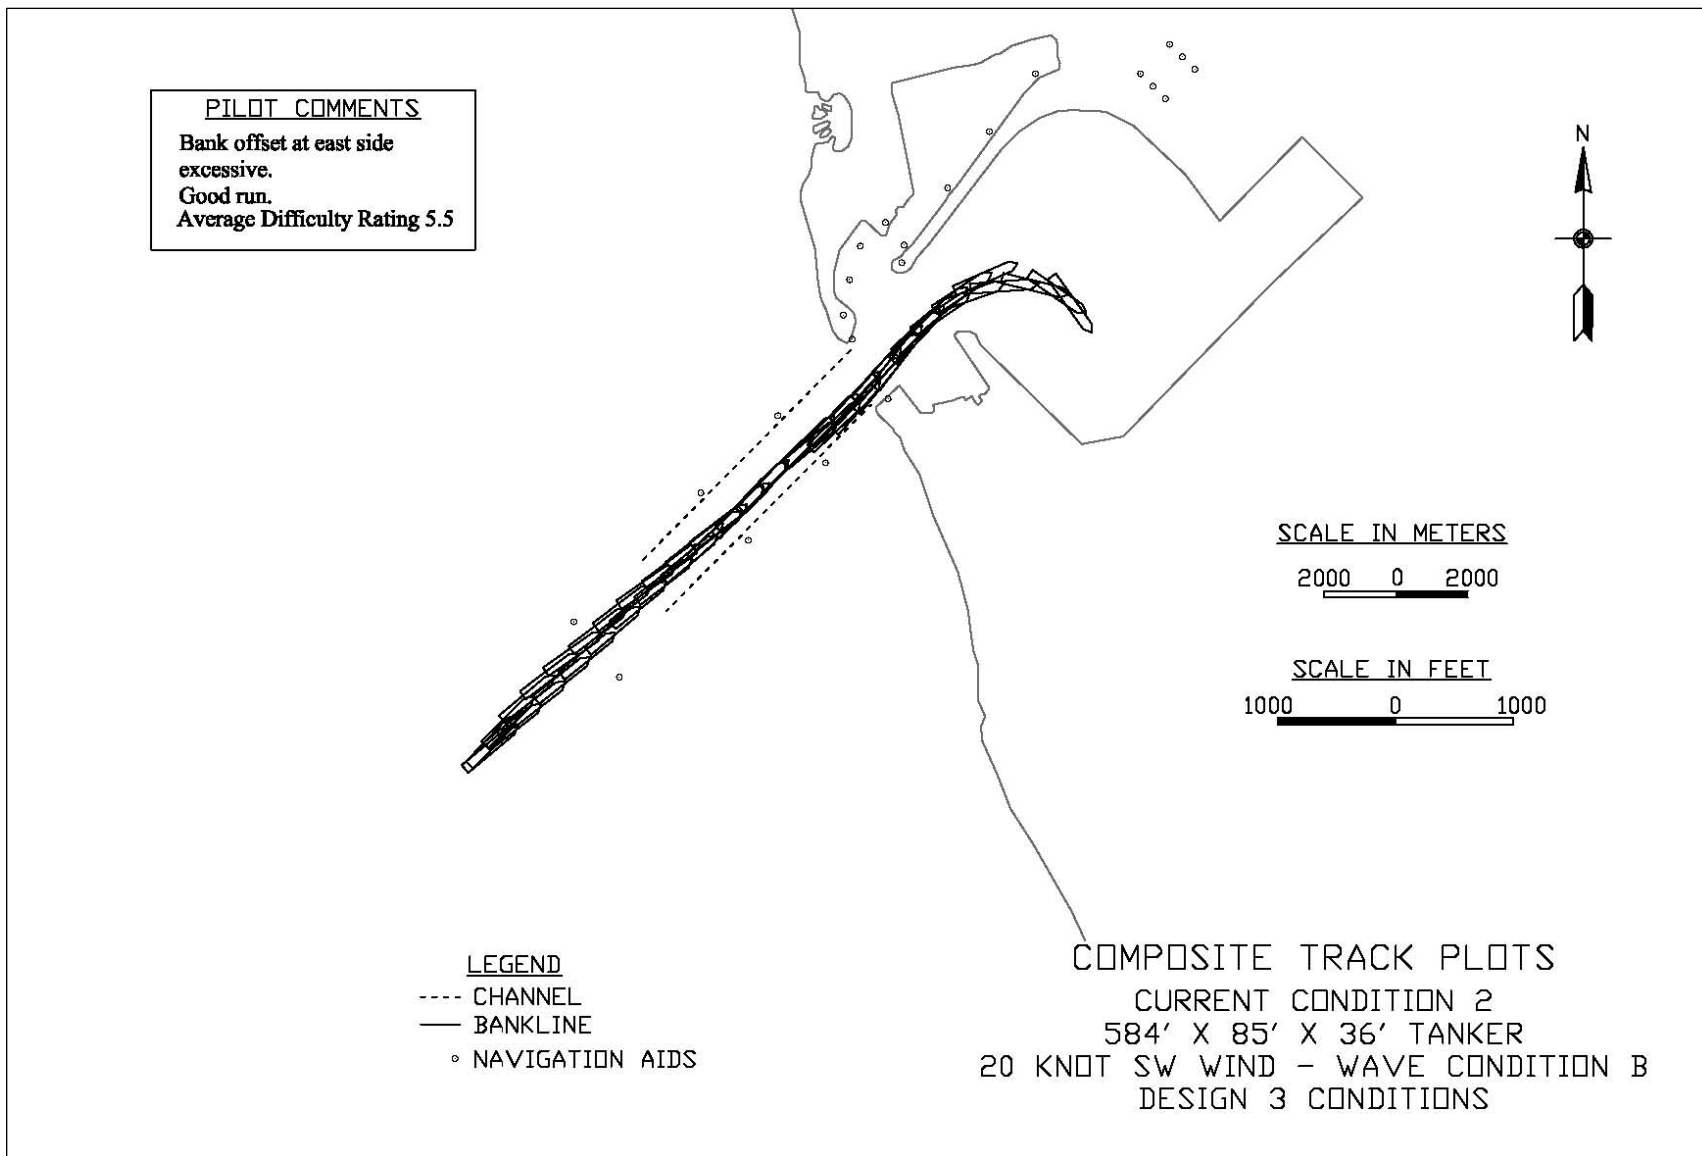 PILOT COMMENTS
Bank offset at east side
excessive.
Good run.
Average Difficulty Rating 5.5
N
SCALE IN METERS
2000 0 2000
SCALE IN FEET
1000 0 1000
LEGEND
CHANNEL
BANKLINE
NAVIGATION AIDS
COMPOSITE TRACK PLOTS
CURRENT CONDITION 2
584' X 85' X 36' TANKER
20 KNOT SW WIND - WAVE CONDITION B
DESIGN 3 CONDITIONS